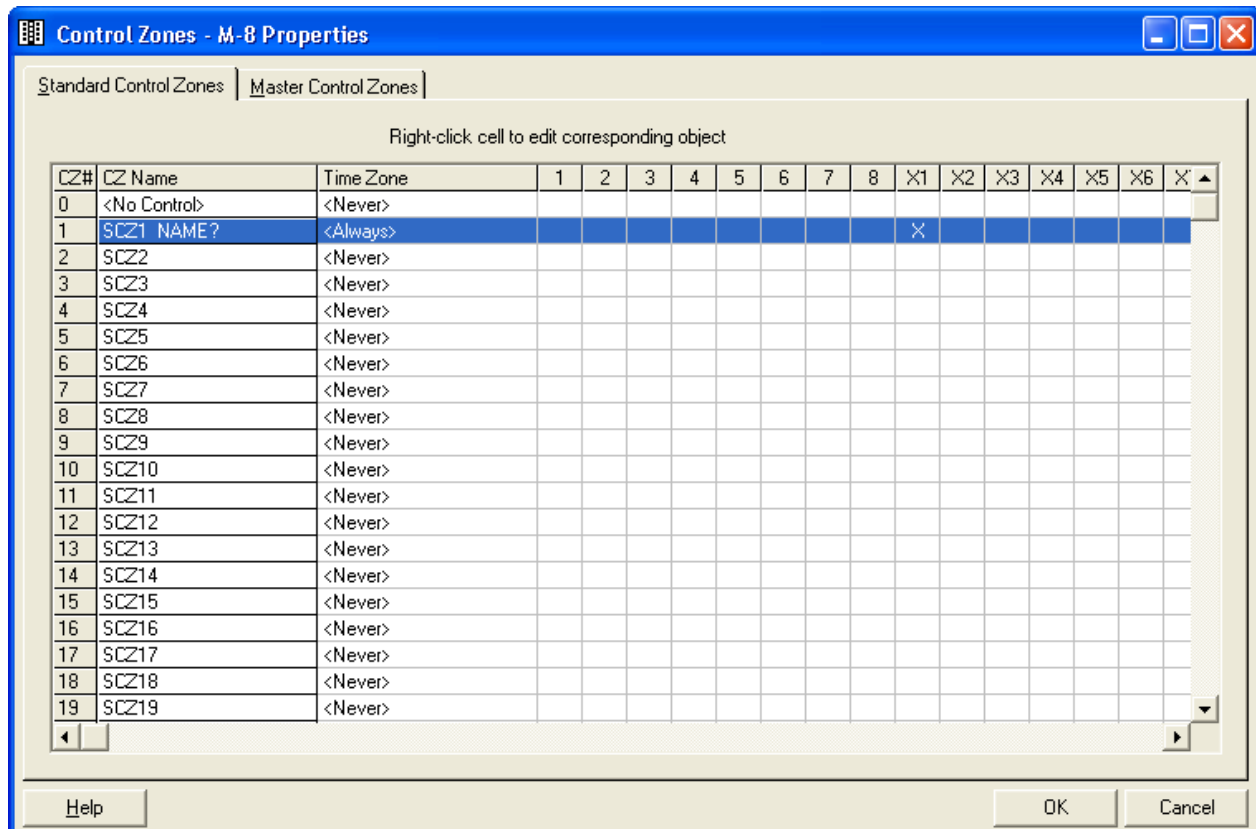 Control Zones - M-8 Properties
Standard Control Zones Master Control Zones
Right-click cell to edit corresponding object
CZ# CZ Name Time Zone 1 2 3 4 5 6 7 8 X1 X2 X3 X4 X5 X6
0 <No Control> <Never>
1 SCZ1 NAME? <Always> X
2 SCZ2 <Never>
3 SCZ3 <Never>
4 SCZ4 <Never>
5 SCZ5 <Never>
6 SCZ6 <Never>
7 SCZ7 <Never>
8 SCZ8 <Never>
9 SCZ9 <Never>
10 SCZ10 <Never>
11 SCZ11 <Never>
12 SCZ12 <Never>
13 SCZ13 <Never>
14 SCZ14 <Never>
15 SCZ15 <Never>
16 SCZ16 <Never>
17 SCZ17 <Never>
18 SCZ18 <Never>
19 SCZ19 <Never>
Help OK Cancel